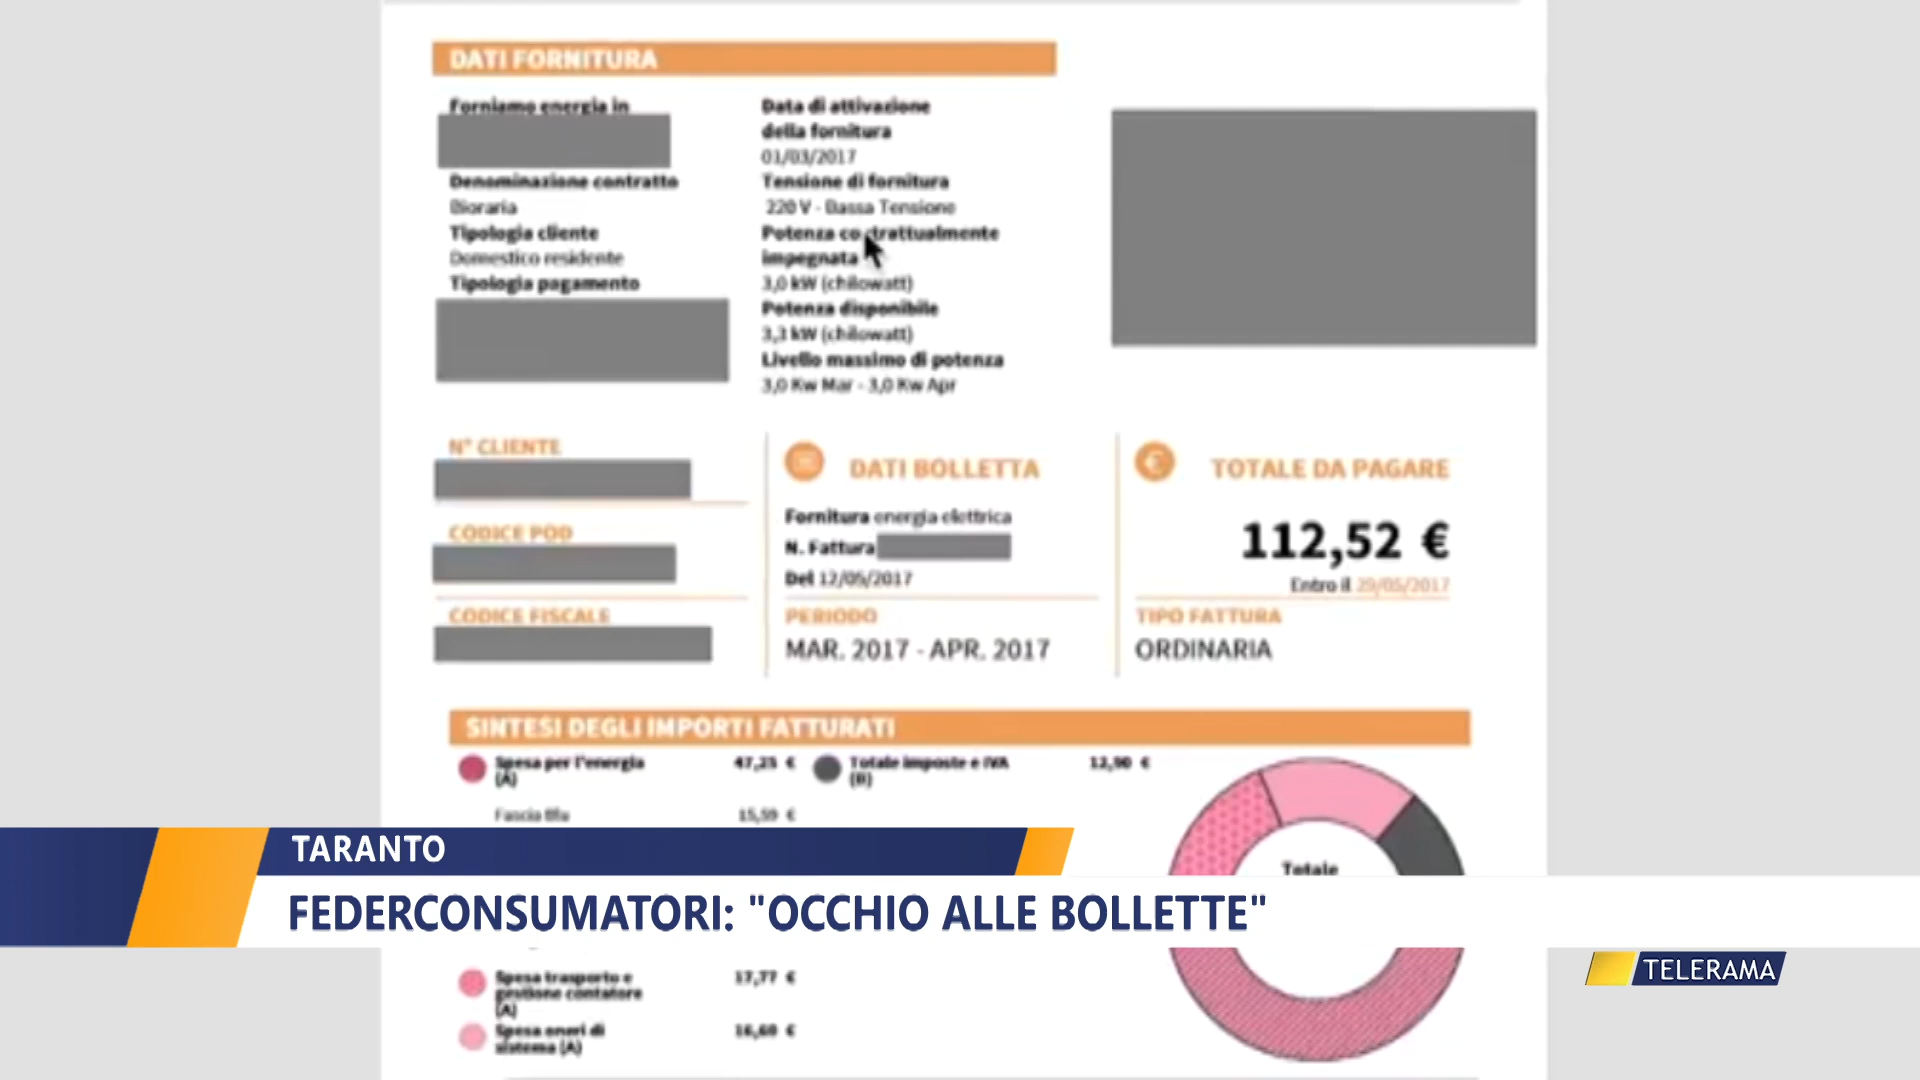 DATI FORNITURA
Forniamo energia in
Denominazione contratto
Bioraria
Tipologia cliente
Domestico residente
Tipologia pagamento
Data di attivazione
della fornitura
01/03/2017
Tensione di fornitura
220 V - Bassa Tensione
Potenza co trattualmente
impegnata
3,0 kW (chilowatt)
Potenza disponibile
3,3 kW (chilowatt)
Livello massimo di potenza
3,0 Kw Mar - 3,0 Kw Apr
N° CLIENTE
CODICE POD
CODICE FISCALE
DATI BOLLETTA
Fornitura energia elettrica
N. Fattura
Del 12/05/2017
PERIODO
MAR. 2017 - APR. 2017
€
TOTALE DA PAGARE
112,52 €
Entro il 29/05/2017
TIPO FATTURA
ORDINARIA
SINTESI DEGLI IMPORTI FATTURATI
Spesa per l'energia 47,25 €
(A)
Fascia Blu 15,59 €
Totale imposte e IVA 12,90 €
(B)
Totale
TARANTO
FEDERCONSUMATORI: "OCCHIO ALLE BOLLETTE"
Spesa trasporto e 17,77 €
gestione contatore
(A)
Spesa oneri di 16,60 €
sistema (A)
TELERAMA